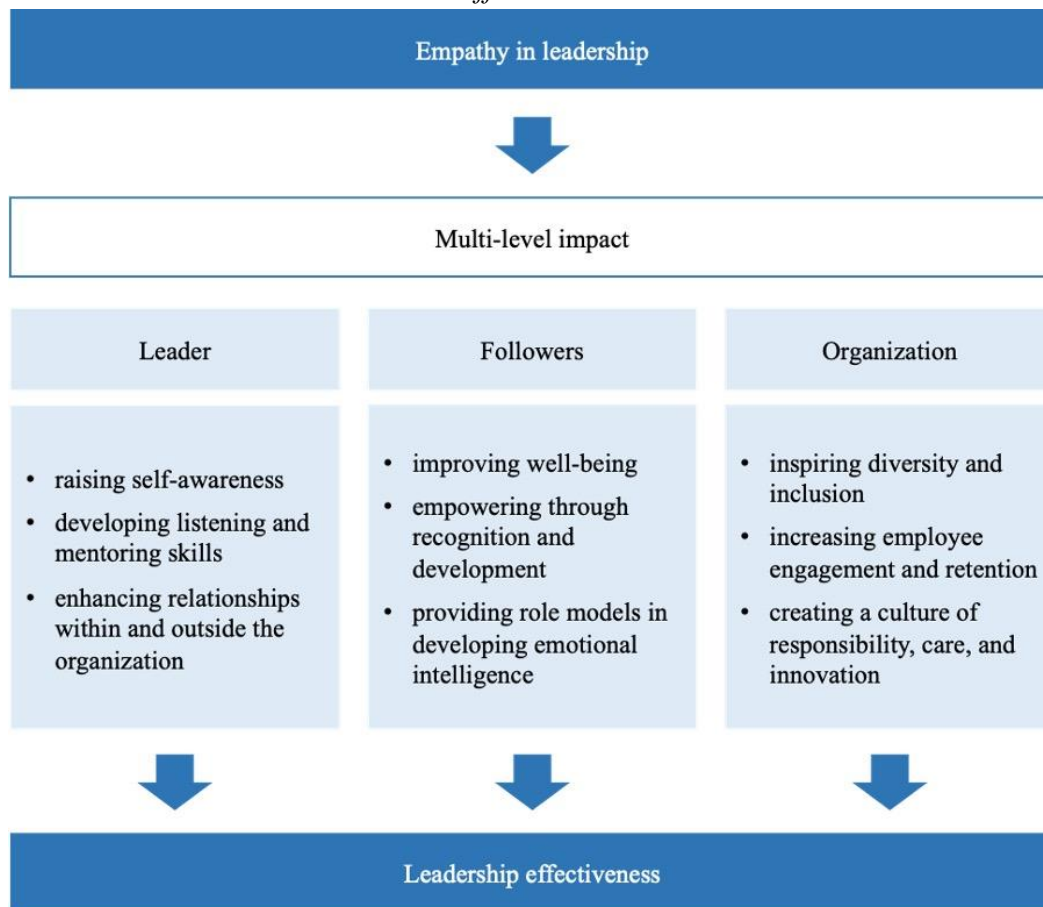 Empathy in leadership
Multi-level impact
Leader
Followers
Organization
• raising self-awareness
• developing listening and
mentoring skills
• enhancing relationships
within and outside the
organization
• improving well-being
• empowering through
recognition and
development
• providing role models in
developing emotional
intelligence
• inspiring diversity and
inclusion
• increasing employee
engagement and retention
• creating a culture of
responsibility, care, and
innovation
Leadership effectiveness